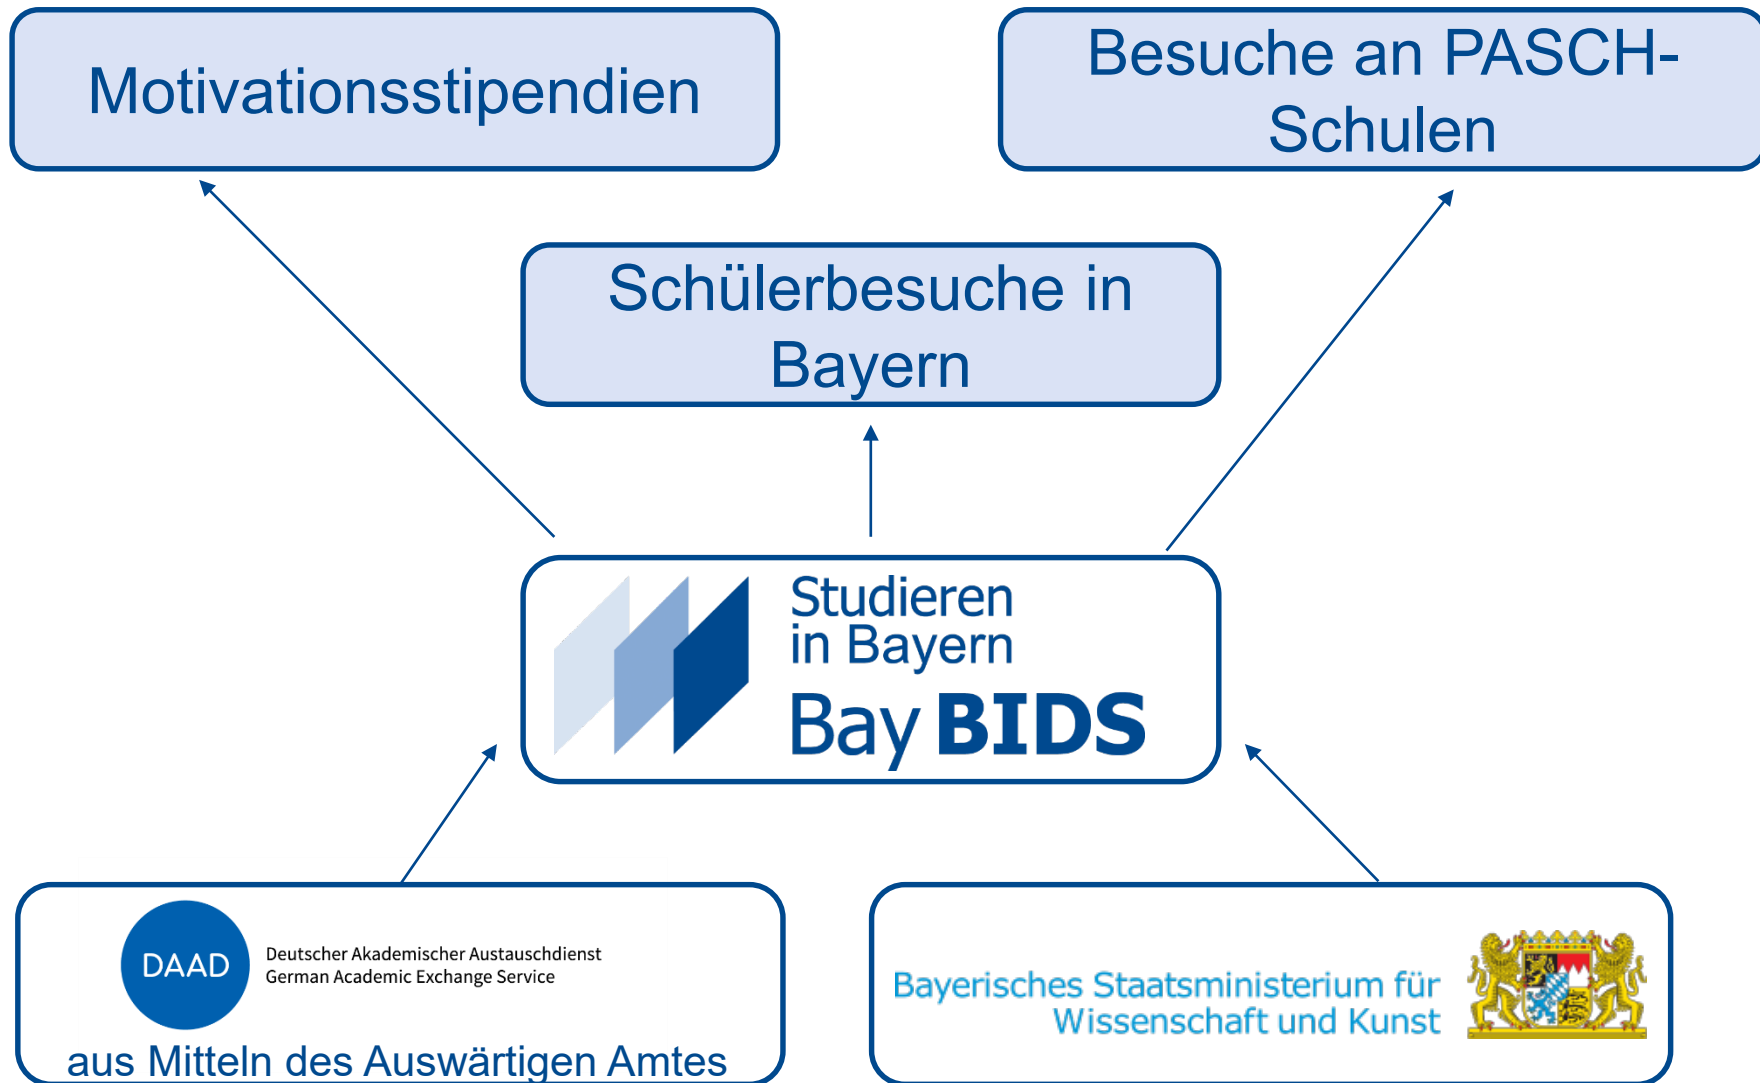 Motivationsstipendien
Besuche an PASCH-
Schulen
Schülerbesuche in
Bayern
Studieren
in Bayern
Bay BIDS
DAAD
Deutscher Akademischer Austauschdienst
German Academic Exchange Service
aus Mitteln des Auswärtigen Amtes
Bayerisches Staatsministerium für
Wissenschaft und Kunst